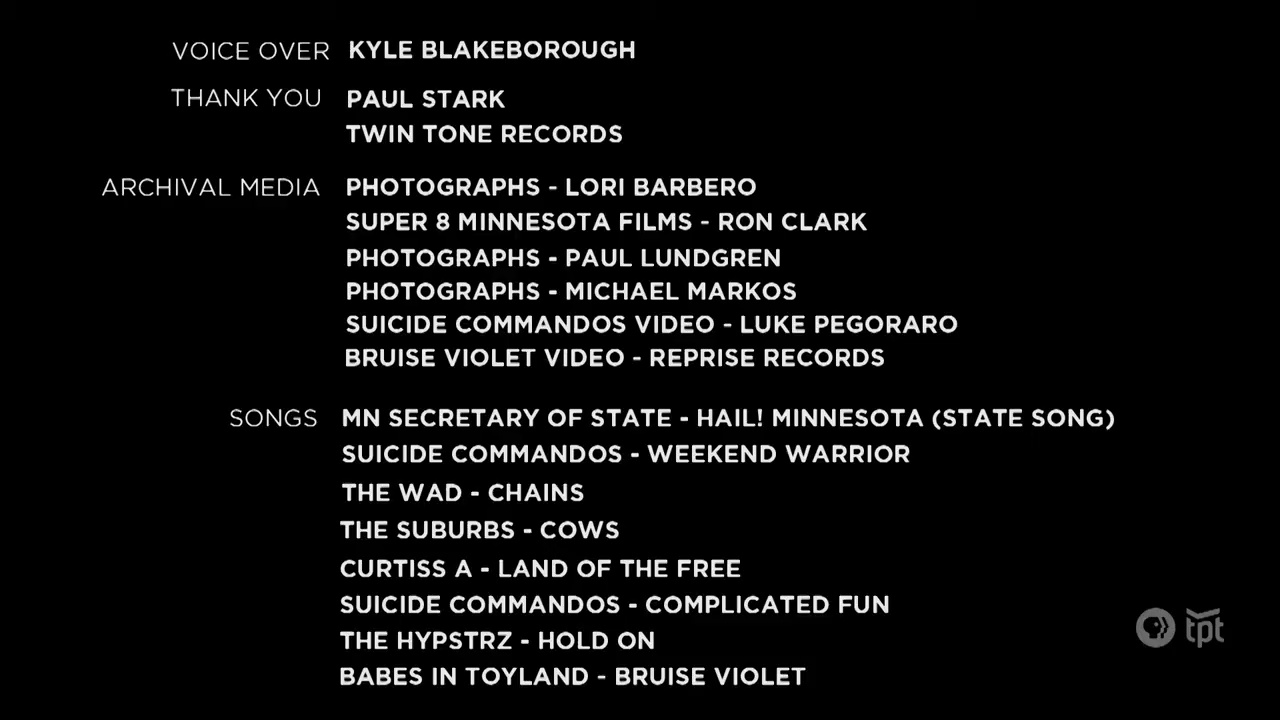 VOICE OVER KYLE BLAKEBOROUGH
THANK YOU PAUL STARK
TWIN TONE RECORDS
ARCHIVAL MEDIA PHOTOGRAPHS - LORI BARBERO
SUPER 8 MINNESOTA FILMS - RON CLARK
PHOTOGRAPHS - PAUL LUNDGREN
PHOTOGRAPHS - MICHAEL MARKOS
SUICIDE COMMANDOS VIDEO - LUKE PEGORARO
BRUISE VIOLET VIDEO - REPRISE RECORDS
SONGS MN SECRETARY OF STATE - HAIL! MINNESOTA (STATE SONG)
SUICIDE COMMANDOS - WEEKEND WARRIOR
THE WAD - CHAINS
THE SUBURBS - COWS
CURTISS A - LAND OF THE FREE
SUICIDE COMMANDOS - COMPLICATED FUN
THE HYPSTRZ - HOLD ON
BABES IN TOYLAND - BRUISE VIOLET
tpt